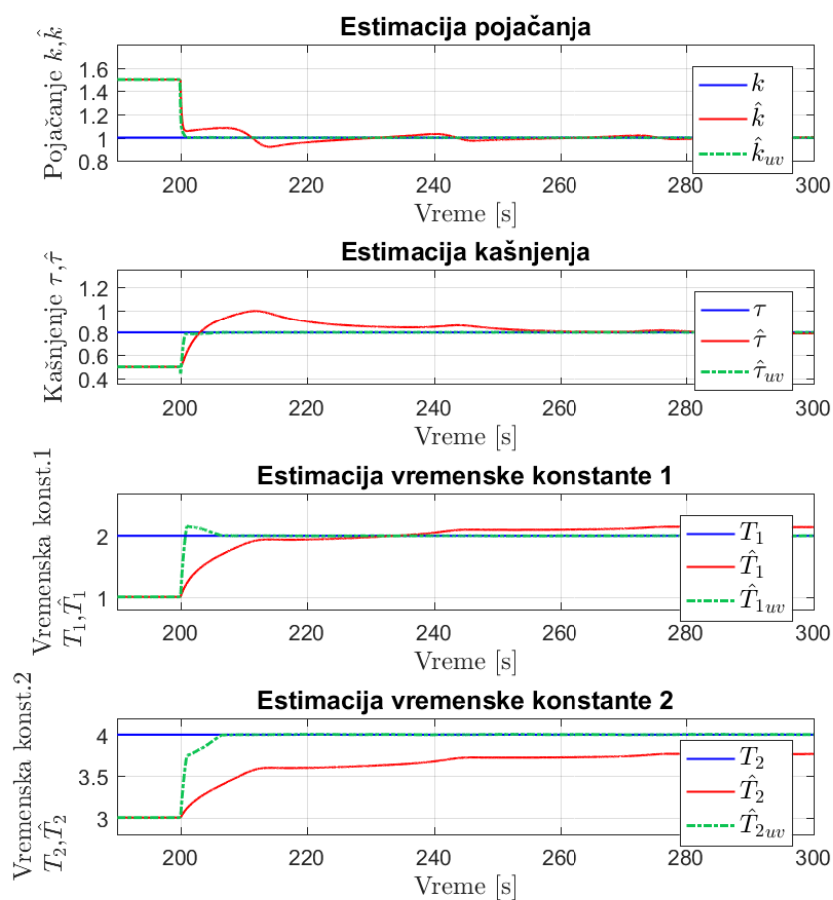 Estimacija pojačanja
Pojačanje k,k̂
1.6
1.4
1.2
1
0.8
k
k̂
k̂uv
200 220 240 260 280 300
Vreme [s]
Estimacija kašnjenja
Kašnjenje τ,τ̂
1.2
1
0.8
0.6
0.4
τ
τ̂
τ̂uv
200 220 240 260 280 300
Vreme [s]
Estimacija vremenske konstante 1
Vremenska konst.1
T1,T̂1
2
1
T1
T̂1
T̂1uv
200 220 240 260 280 300
Vreme [s]
Estimacija vremenske konstante 2
Vremenska konst.2
T2,T̂2
4
3.5
3
T2
T̂2
T̂2uv
200 220 240 260 280 300
Vreme [s]